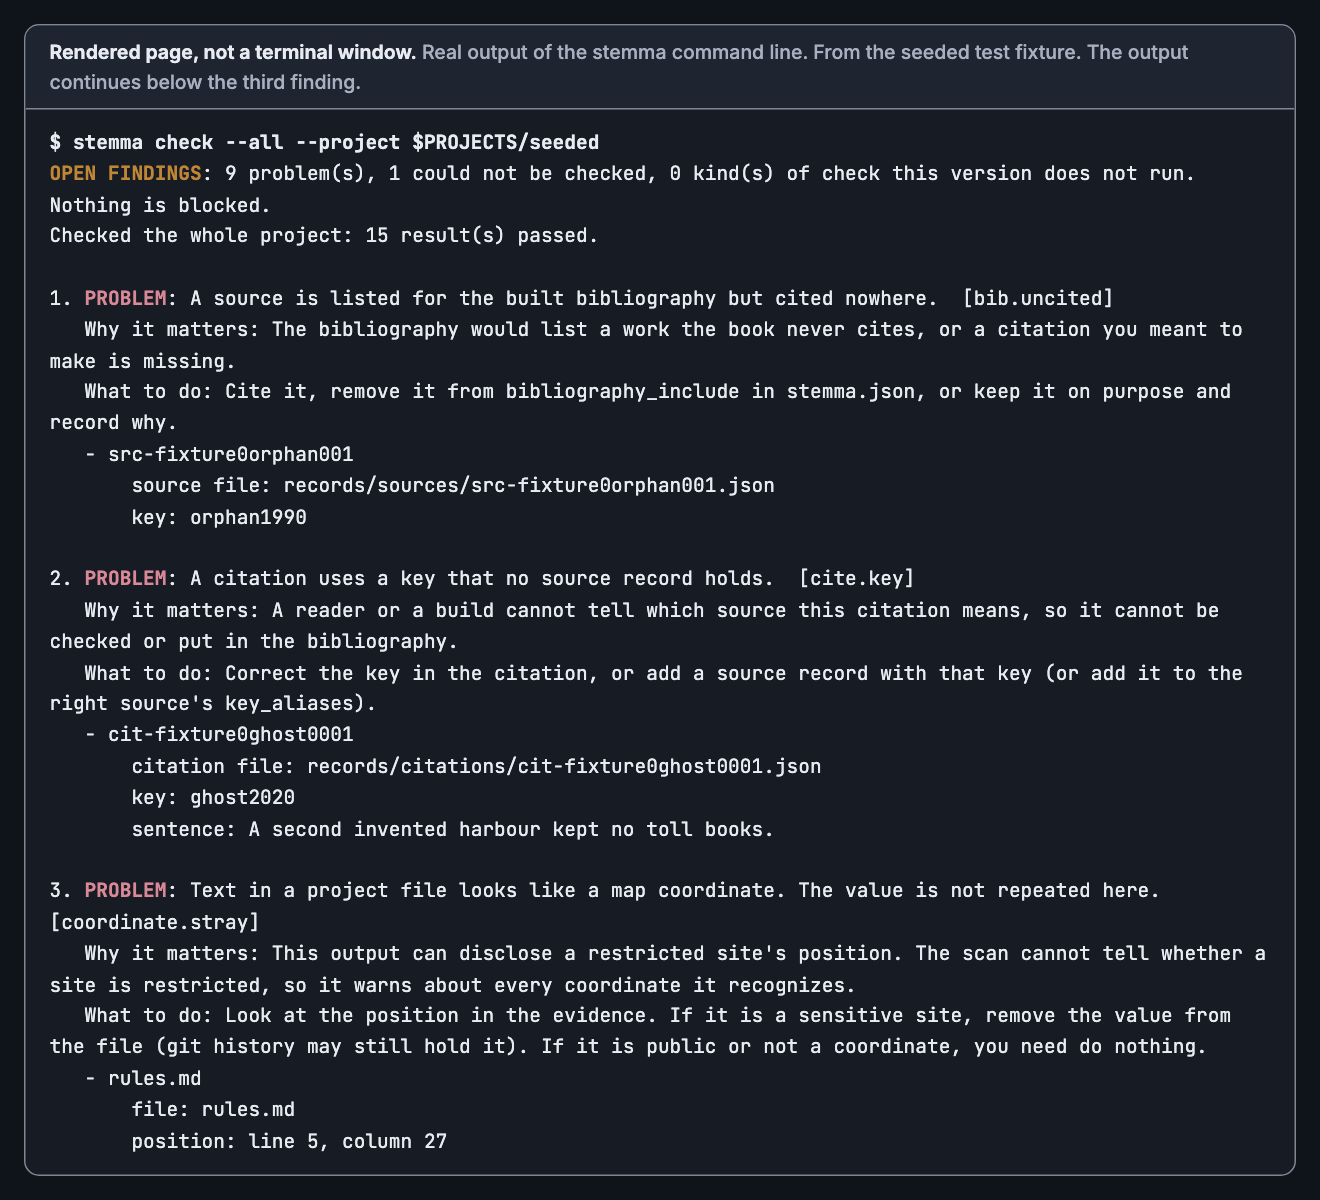 Rendered page, not a terminal window. Real output of the stemma command line. From the seeded test fixture. The output
continues below the third finding.
$ stemma check --all --project $PROJECTS/seeded
OPEN FINDINGS: 9 problem(s), 1 could not be checked, 0 kind(s) of check this version does not run.
Nothing is blocked.
Checked the whole project: 15 result(s) passed.
1. PROBLEM: A source is listed for the built bibliography but cited nowhere.  [bib.uncited]
Why it matters: The bibliography would list a work the book never cites, or a citation you meant to
make is missing.
What to do: Cite it, remove it from bibliography_include in stemma.json, or keep it on purpose and
record why.
- src-fixture0orphan001
source file: records/sources/src-fixture0orphan001.json
key: orphan1990
2. PROBLEM: A citation uses a key that no source record holds.  [cite.key]
Why it matters: A reader or a build cannot tell which source this citation means, so it cannot be
checked or put in the bibliography.
What to do: Correct the key in the citation, or add a source record with that key (or add it to the
right source's key_aliases).
- cit-fixture0ghost0001
citation file: records/citations/cit-fixture0ghost0001.json
key: ghost2020
sentence: A second invented harbour kept no toll books.
3. PROBLEM: Text in a project file looks like a map coordinate. The value is not repeated here.
[coordinate.stray]
Why it matters: This output can disclose a restricted site's position. The scan cannot tell whether a
site is restricted, so it warns about every coordinate it recognizes.
What to do: Look at the position in the evidence. If it is a sensitive site, remove the value from
the file (git history may still hold it). If it is public or not a coordinate, you need do nothing.
- rules.md
file: rules.md
position: line 5, column 27